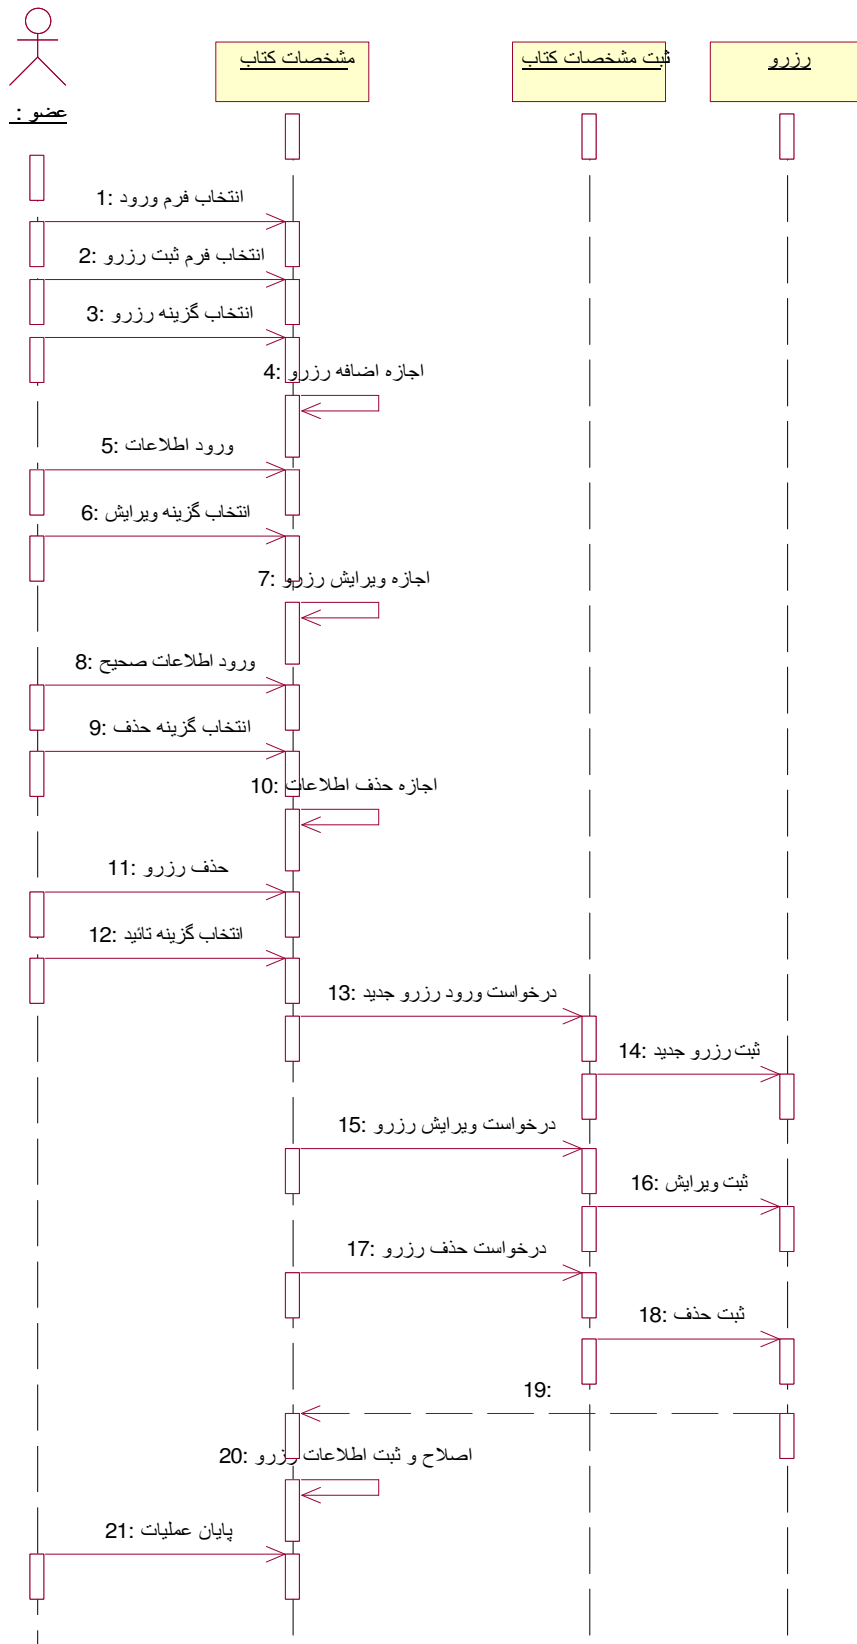 مشخصات کتاب
ثبت مشخصات کتاب
رزرو
عضو :
1: انتخاب فرم ورود
2: انتخاب فرم ثبت رزرو
3: انتخاب گزینه رزرو
4: اجازه اضافه رزرو
5: ورود اطلاعات
6: انتخاب گزینه ویرایش
7: اجازه ویرایش رزرو
8: ورود اطلاعات صحیح
9: انتخاب گزینه حذف
10: اجازه حذف اطلاعات
11: حذف رزرو
12: انتخاب گزینه تائید
13: درخواست ورود رزرو جدید
14: ثبت رزرو جدید
15: درخواست ویرایش رزرو
16: ثبت ویرایش
17: درخواست حذف رزرو
18: ثبت حذف
19:
20: اصلاح و ثبت اطلاعات رزرو
21: پایان عملیات